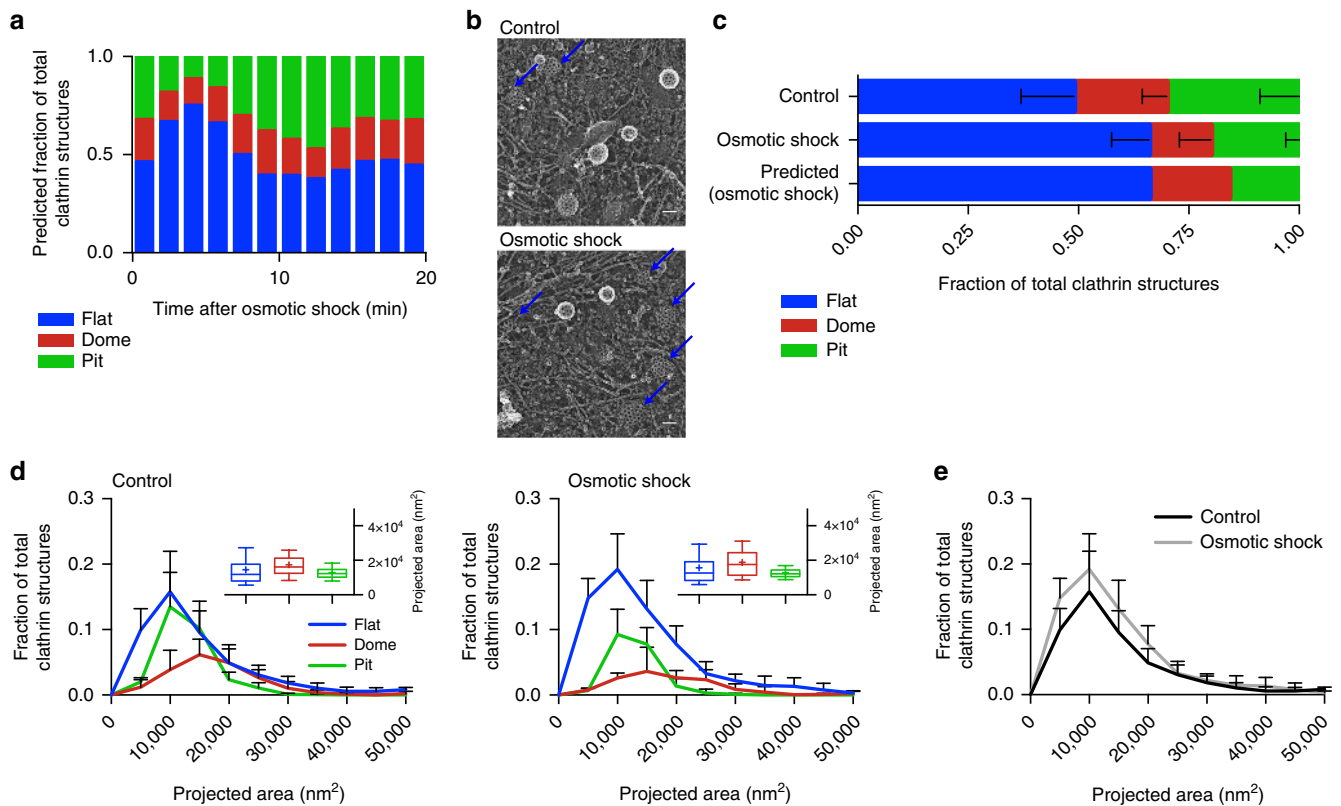 a
1.0
0.5
0.0
Predicted fraction of total
clathrin structures
0
10
20
Time after osmotic shock (min)
Flat
Dome
Pit
b
Control
Osmotic shock
c
Control
Osmotic shock
Predicted
(osmotic shock)
0.00
0.25
0.50
0.75
1.00
Fraction of total clathrin structures
Flat
Dome
Pit
d
Control
0.3
0.2
0.1
0.0
Fraction of total
clathrin structures
4×10⁴
2×10⁴
0
Projected area (nm²)
Flat
Dome
Pit
0
10,000
20,000
30,000
40,000
50,000
Projected area (nm²)
Osmotic shock
0.3
0.2
0.1
0.0
Fraction of total
clathrin structures
4×10⁴
2×10⁴
0
Projected area (nm²)
0
10,000
20,000
30,000
40,000
50,000
Projected area (nm²)
e
0.3
0.2
0.1
0.0
Fraction of total
clathrin structures
Control
Osmotic shock
0
10,000
20,000
30,000
40,000
50,000
Projected area (nm²)